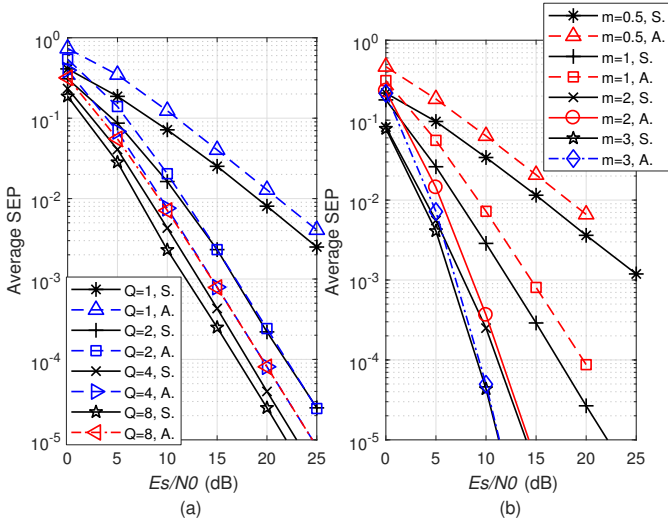 10^0
10^-1
10^-2
10^-3
10^-4
10^-5
Average SEP
Q=1, S.
Q=1, A.
Q=2, S.
Q=2, A.
Q=4, S.
Q=4, A.
Q=8, S.
Q=8, A.
0 5 10 15 20 25
Es/N0 (dB)
(a)
m=0.5, S.
m=0.5, A.
m=1, S.
m=1, A.
m=2, S.
m=2, A.
m=3, S.
m=3, A.
10^0
10^-1
10^-2
10^-3
10^-4
10^-5
Average SEP
0 5 10 15 20 25
Es/N0 (dB)
(b)